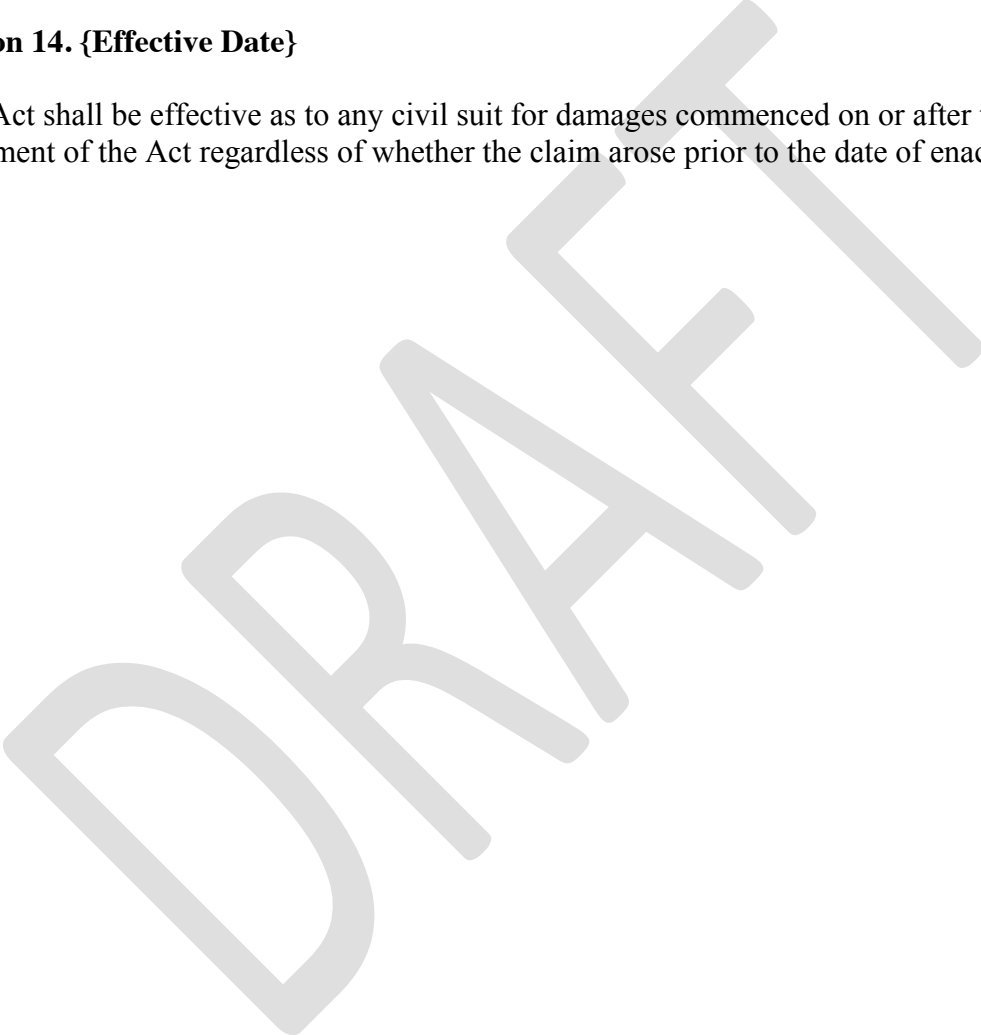 on 14. {Effective Date}
Act shall be effective as to any civil suit for damages commenced on or after
ment of the Act regardless of whether the claim arose prior to the date of enac
DRAFT